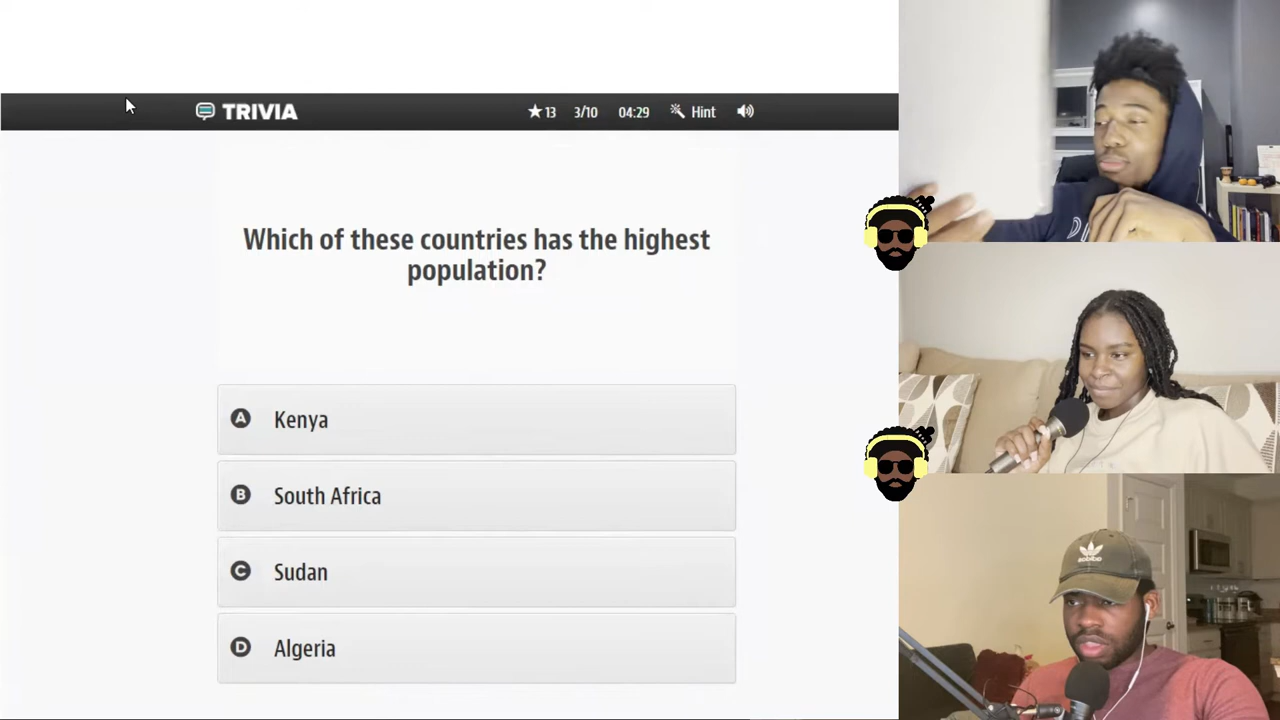 TRIVIA
13
3/10
04:29
Hint
Which of these countries has the highest
population?
A Kenya
B South Africa
C Sudan
D Algeria
adidas